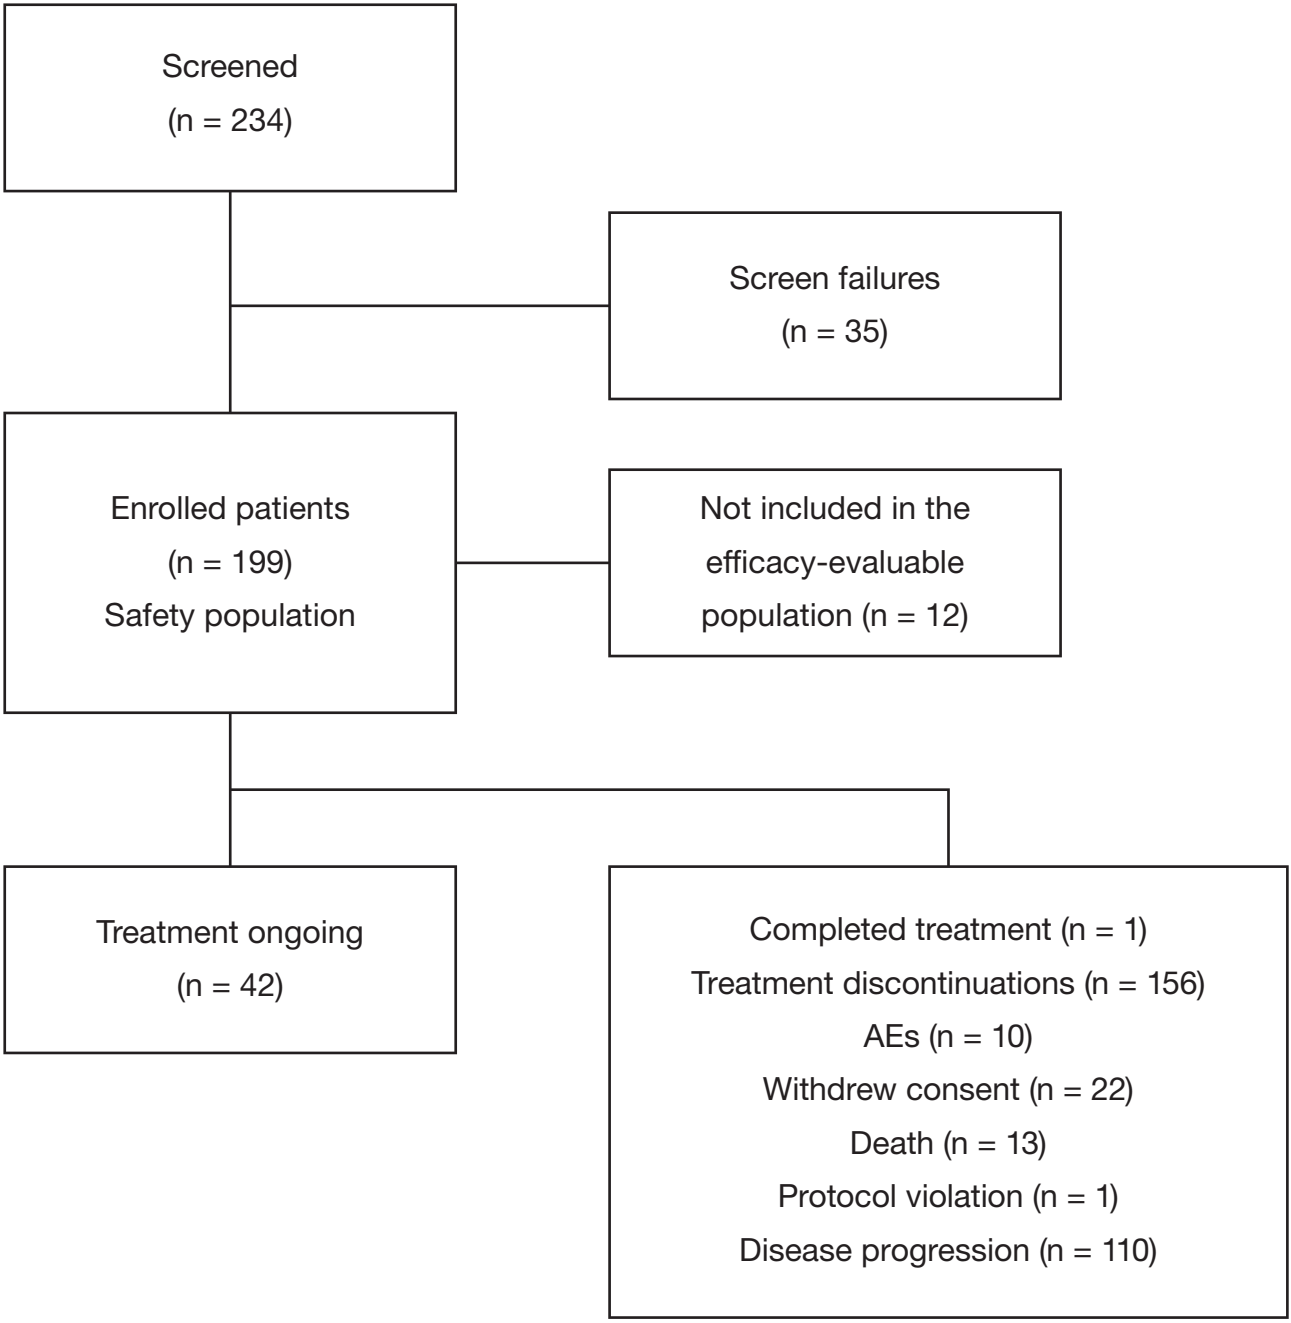 Screened
(n = 234)
Screen failures
(n = 35)
Enrolled patients
(n = 199)
Safety population
Not included in the
efficacy-evaluable
population (n = 12)
Treatment ongoing
(n = 42)
Completed treatment (n = 1)
Treatment discontinuations (n = 156)
AEs (n = 10)
Withdrew consent (n = 22)
Death (n = 13)
Protocol violation (n = 1)
Disease progression (n = 110)